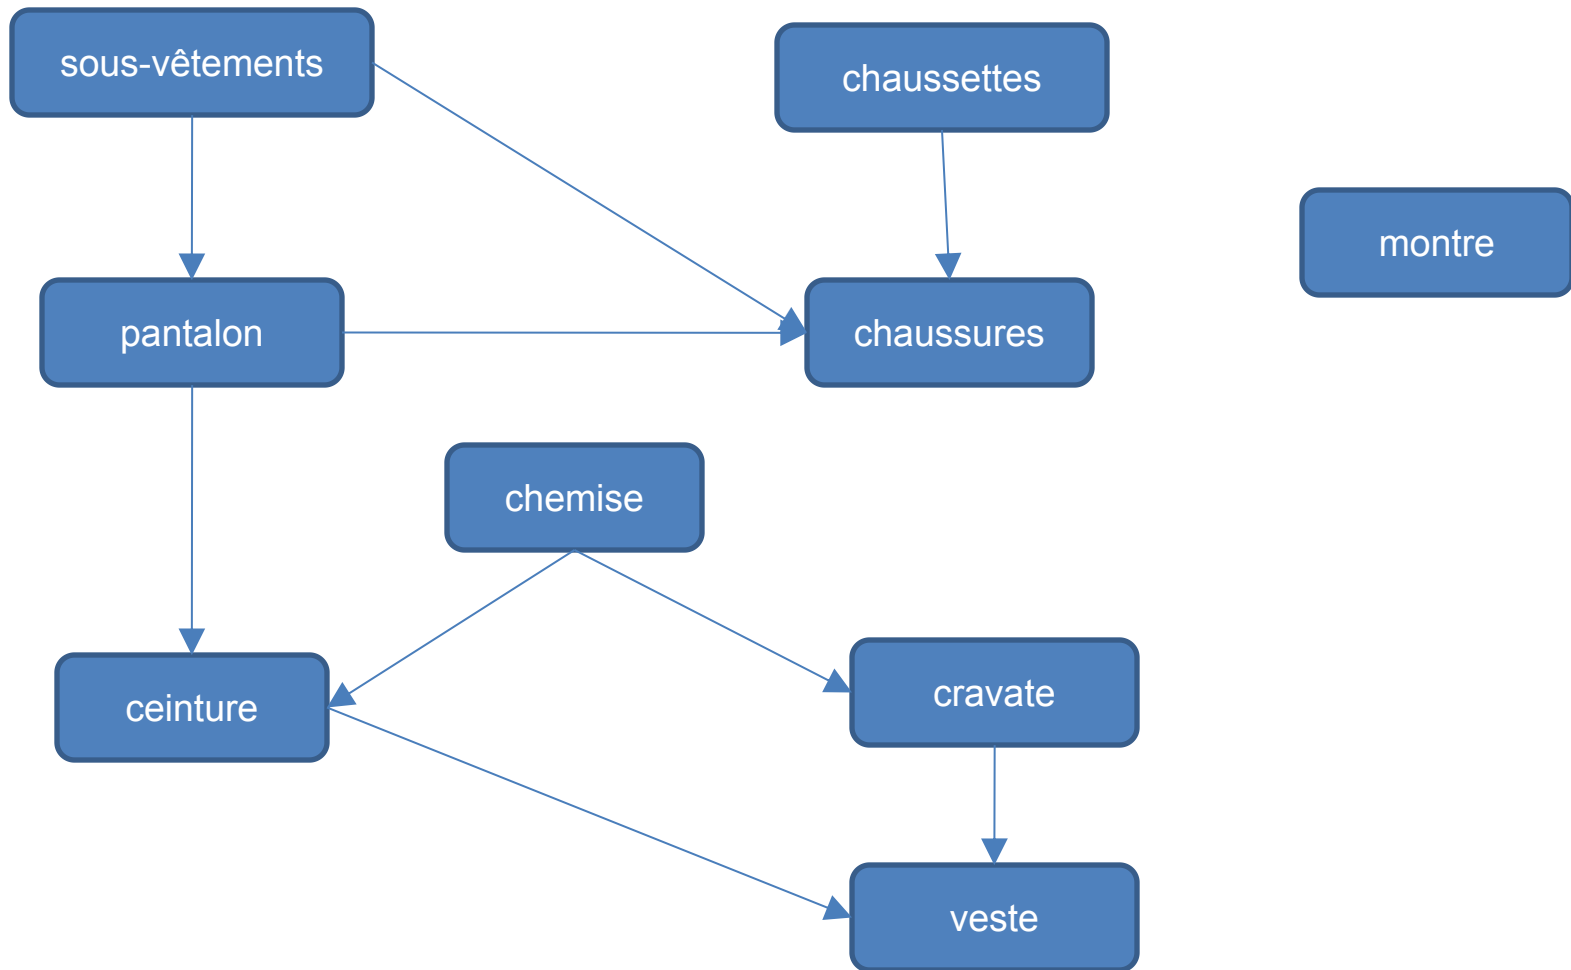 sous-vêtements
chaussettes
montre
pantalon
chaussures
chemise
ceinture
cravate
veste